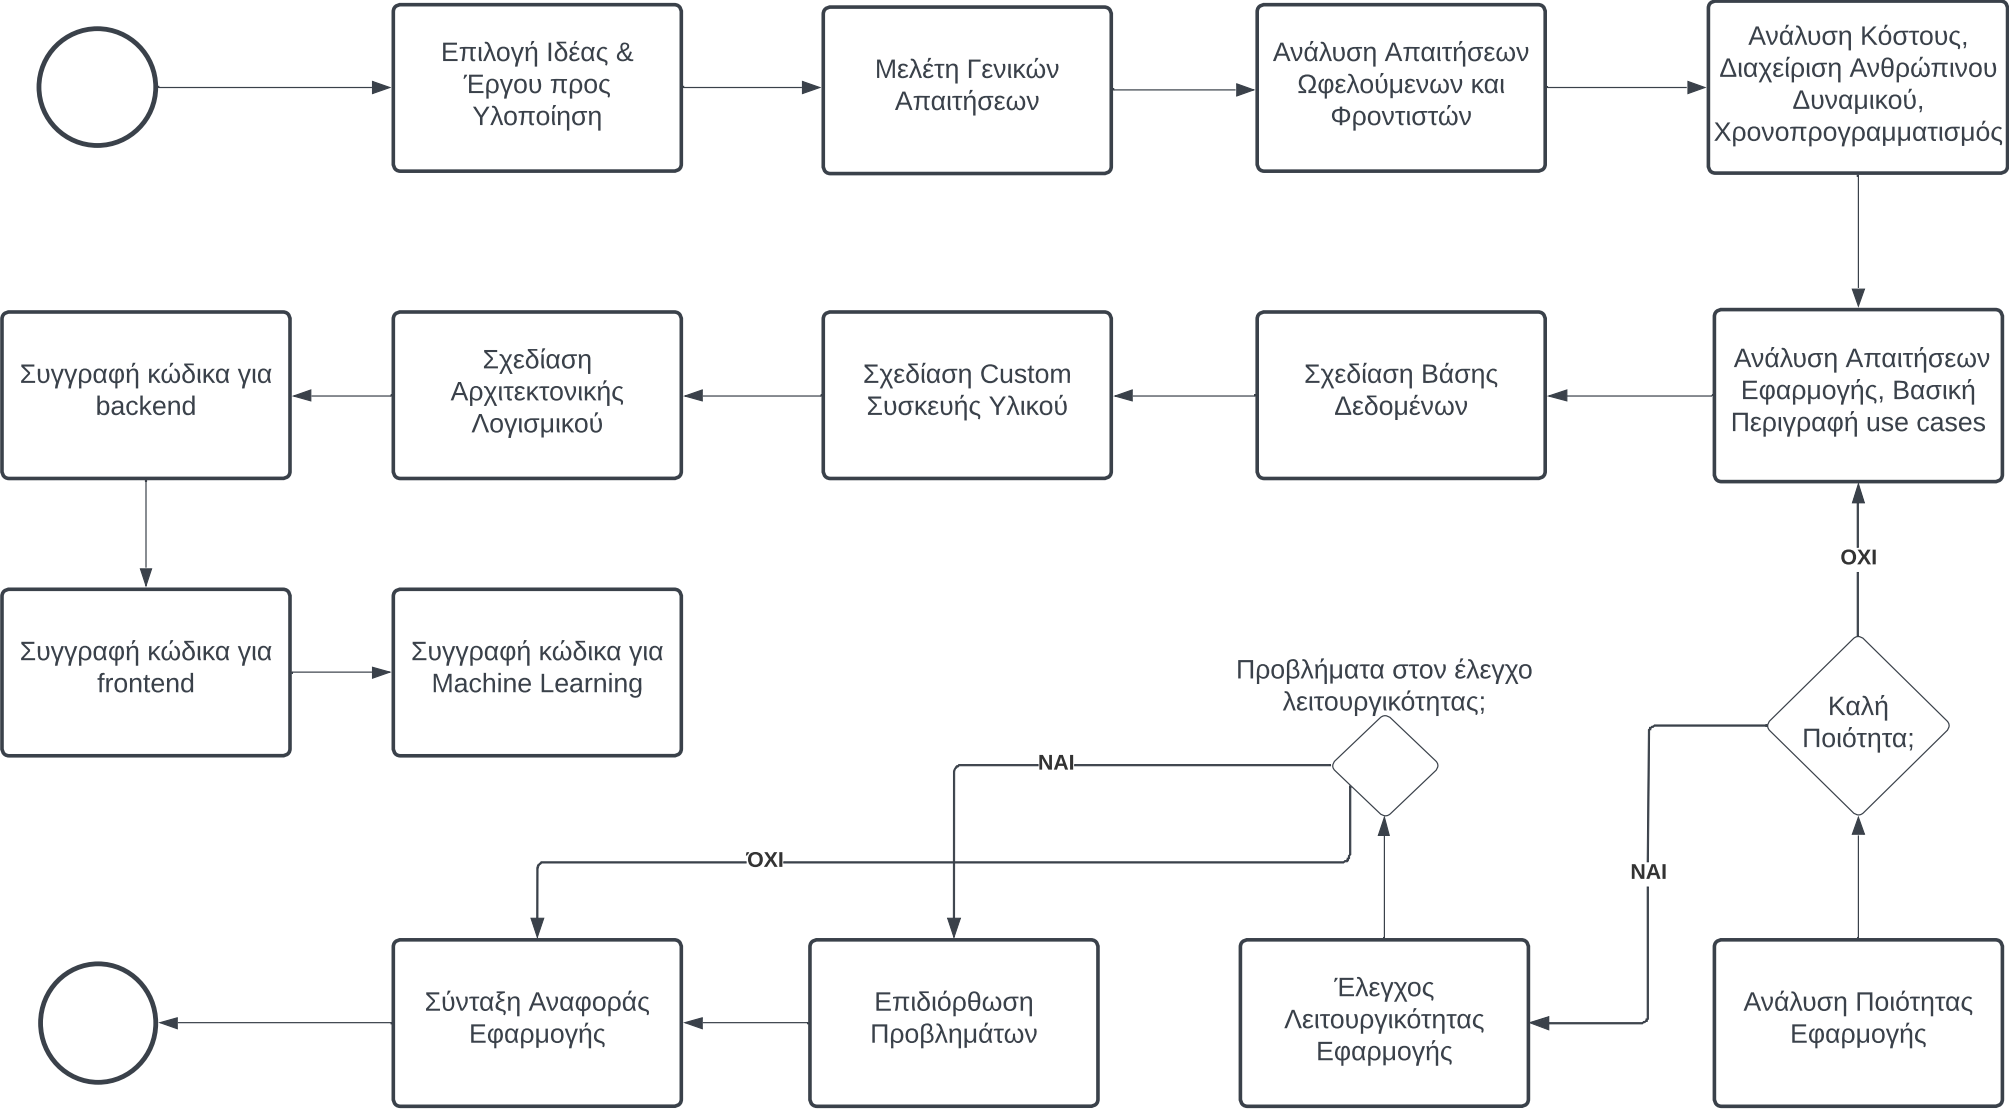 Επιλογή Ιδέας &
Έργου προς
Υλοποίηση
Μελέτη Γενικών
Απαιτήσεων
Ανάλυση Απαιτήσεων
Ωφελούμενων και
Φροντιστών
Ανάλυση Κόστους,
Διαχείριση Ανθρώπινου
Δυναμικού,
Χρονοπρογραμματισμός
Συγγραφή κώδικα για
backend
Σχεδίαση
Αρχιτεκτονικής
Λογισμικού
Σχεδίαση Custom
Συσκευής Υλικού
Σχεδίαση Βάσης
Δεδομένων
Ανάλυση Απαιτήσεων
Εφαρμογής, Βασική
Περιγραφή use cases
ΟΧΙ
Συγγραφή κώδικα για
frontend
Συγγραφή κώδικα για
Machine Learning
Προβλήματα στον έλεγχο
λειτουργικότητας;
Καλή
Ποιότητα;
ΝΑΙ
ΌΧΙ
ΝΑΙ
Σύνταξη Αναφοράς
Εφαρμογής
Επιδιόρθωση
Προβλημάτων
Έλεγχος
Λειτουργικότητας
Εφαρμογής
Ανάλυση Ποιότητας
Εφαρμογής